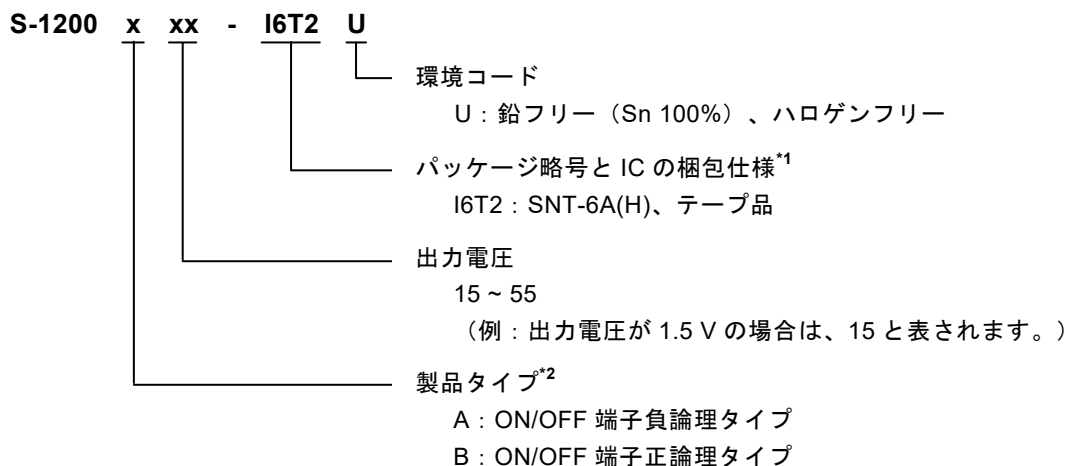 S-1200 x xx - I6T2 U
環境コード
U：鉛フリー（Sn 100%）、ハロゲンフリー
パッケージ略号と IC の梱包仕様*1
I6T2：SNT-6A(H)、テープ品
出力電圧
15 ~ 55
（例：出力電圧が 1.5 V の場合は、15 と表されます。）
製品タイプ*2
A：ON/OFF 端子負論理タイプ
B：ON/OFF 端子正論理タイプ